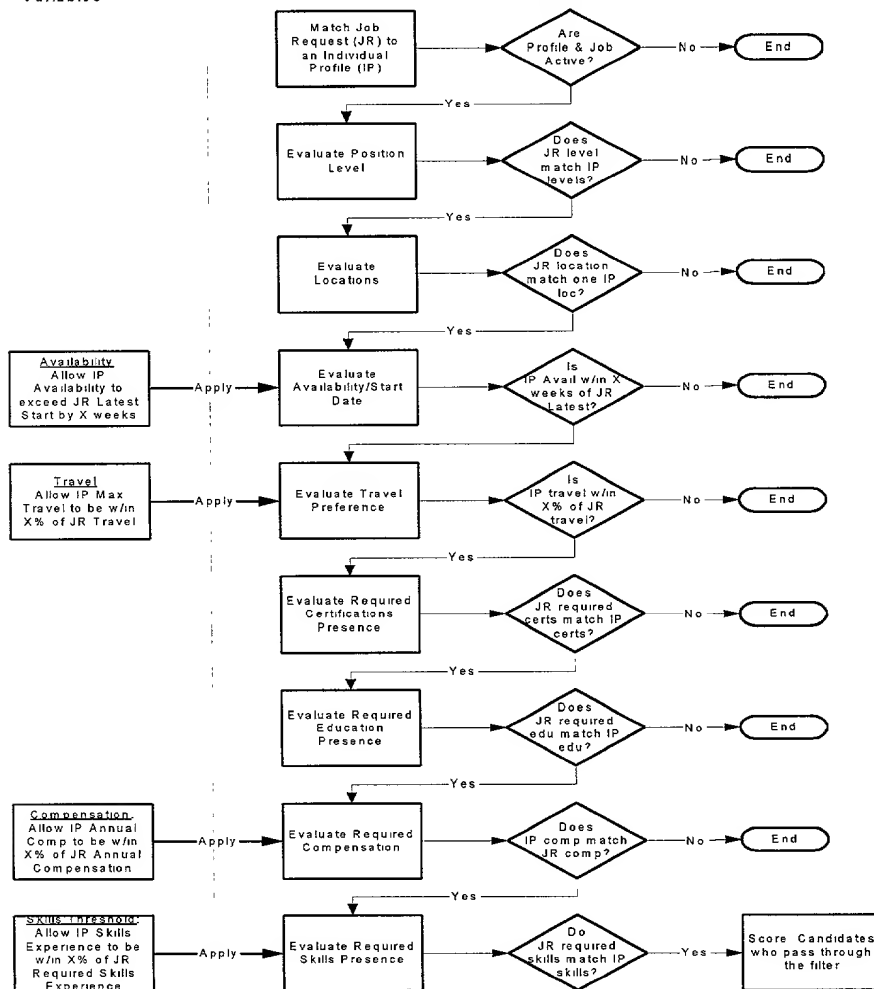 Match Job
Request (JR) to
an Individual
Profile (IP)
Are
Profile & Job
Active?
No
End
Yes
Evaluate Position
Level
Does
JR level
match IP
levels?
No
End
Yes
Evaluate
Locations
Does
JR location
match one IP
loc?
No
End
Yes
Availability
Allow IP
Availability to
exceed JR Latest
Start by X weeks
Apply
Evaluate
Availability/Start
Date
Is
IP Avail w/in X
weeks of JR
Latest?
No
End
Yes
Travel
Allow IP Max
Travel to be w/in
X% of JR Travel
Apply
Evaluate Travel
Preference
Is
IP travel w/in
X% of JR
travel?
No
End
Yes
Evaluate Required
Certifications
Presence
Does
JR required
certs match IP
certs?
No
End
Yes
Evaluate Required
Education
Presence
Does
JR required
edu match IP
edu?
No
End
Yes
Compensation:
Allow IP Annual
Comp to be w/in
X% of JR Annual
Compensation
Apply
Evaluate Required
Compensation
Does
IP comp match
JR comp?
No
End
Yes
Skills Threshold:
Allow IP Skills
Experience to be
w/in X% of JR
Required Skills
Experience
Apply
Evaluate Required
Skills Presence
Do
JR required
skills match IP
skills?
Yes
Score Candidates
who pass through
the filter